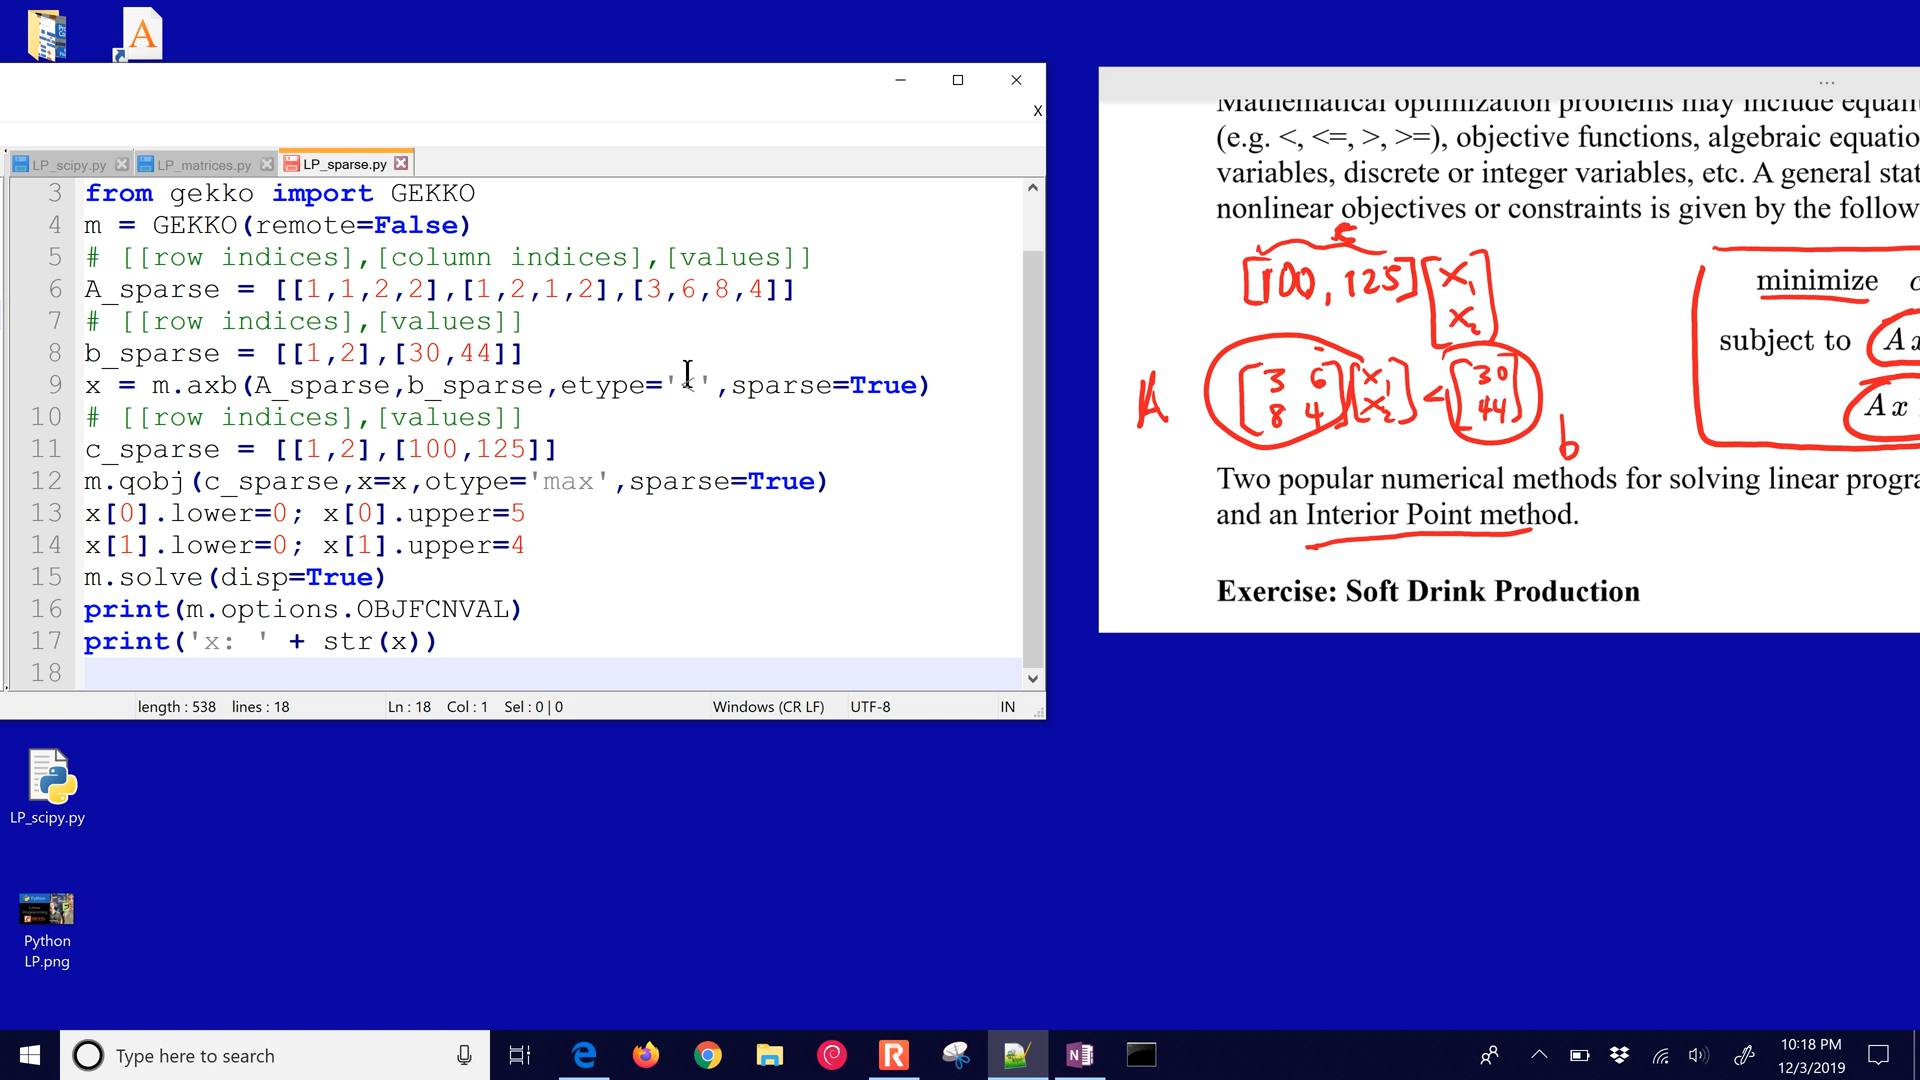 A
X
LP_scipy.py
LP_matrices.py
LP_sparse.py
3 from gekko import GEKKO
4 m = GEKKO(remote=False)
5 # [[row indices],[column indices],[values]]
6 A_sparse = [[1,1,2,2],[1,2,1,2],[3,6,8,4]]
7 # [[row indices],[values]]
8 b_sparse = [[1,2],[30,44]]
9 x = m.axb(A_sparse,b_sparse,etype='<',sparse=True)
10 # [[row indices],[values]]
11 c_sparse = [[1,2],[100,125]]
12 m.qobj(c_sparse,x=x,otype='max',sparse=True)
13 x[0].lower=0; x[0].upper=5
14 x[1].lower=0; x[1].upper=4
15 m.solve(disp=True)
16 print(m.options.OBJFCNVAL)
17 print('x: ' + str(x))
18
length : 538 lines : 18 Ln : 18 Col : 1 Sel : 0 | 0 Windows (CR LF) UTF-8 IN
Mathematical optimization problems may include equal
(e.g. <, <=, >, >=), objective functions, algebraic equatio
variables, discrete or integer variables, etc. A general stat
nonlinear objectives or constraints is given by the follow
c
[100, 125] [x1
x2]
minimize c
subject to A x
A x
A [3 6 [x1 < [30
8 4] x2] 44]
b
Two popular numerical methods for solving linear progra
and an Interior Point method.
Exercise: Soft Drink Production
LP_scipy.py
Python
LP.png
Type here to search
10:18 PM
12/3/2019